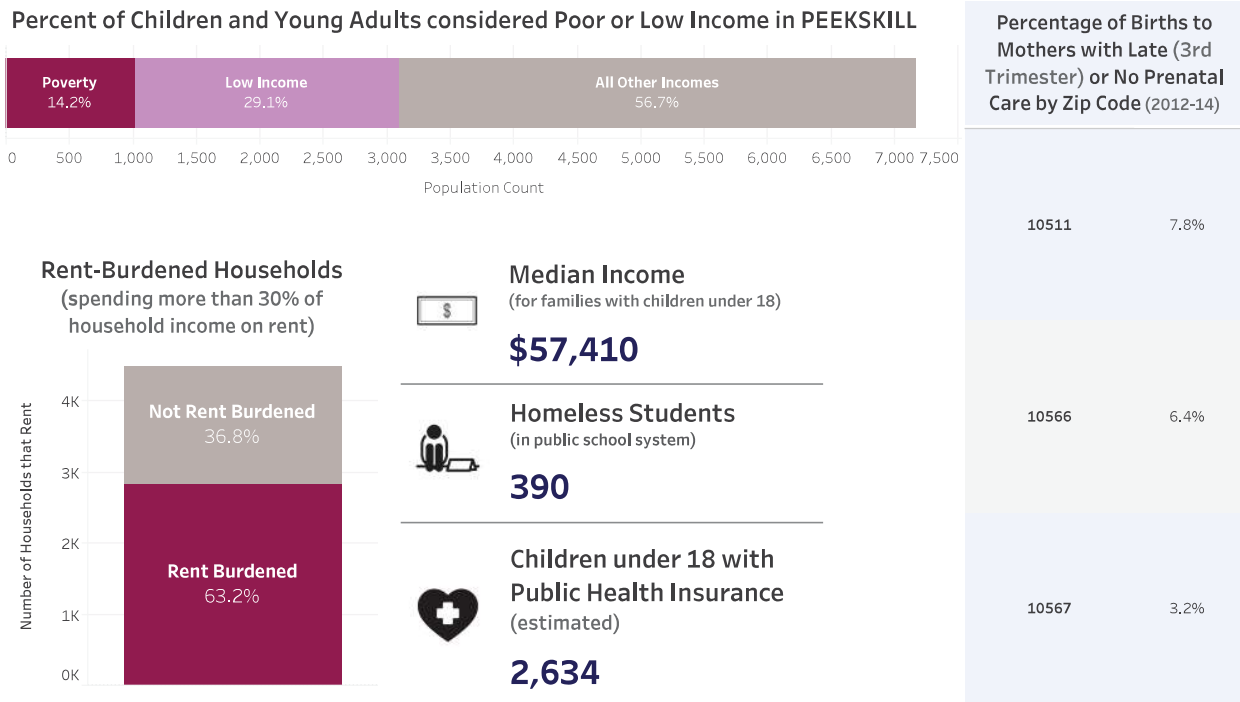 Percent of Children and Young Adults considered Poor or Low Income in PEEKSKILL
Poverty
14.2%
Low Income
29.1%
All Other Incomes
56.7%
0 500 1,000 1,500 2,000 2,500 3,000 3,500 4,000 4,500 5,000 5,500 6,000 6,500 7,000 7,500
Population Count
Rent-Burdened Households
(spending more than 30% of
household income on rent)
Number of Households that Rent
4K
3K
2K
1K
0K
Not Rent Burdened
36.8%
Rent Burdened
63.2%
$
Median Income
(for families with children under 18)
$57,410
Homeless Students
(in public school system)
390
Children under 18 with
Public Health Insurance
(estimated)
2,634
Percentage of Births to
Mothers with Late (3rd
Trimester) or No Prenatal
Care by Zip Code (2012-14)
10511 7.8%
10566 6.4%
10567 3.2%